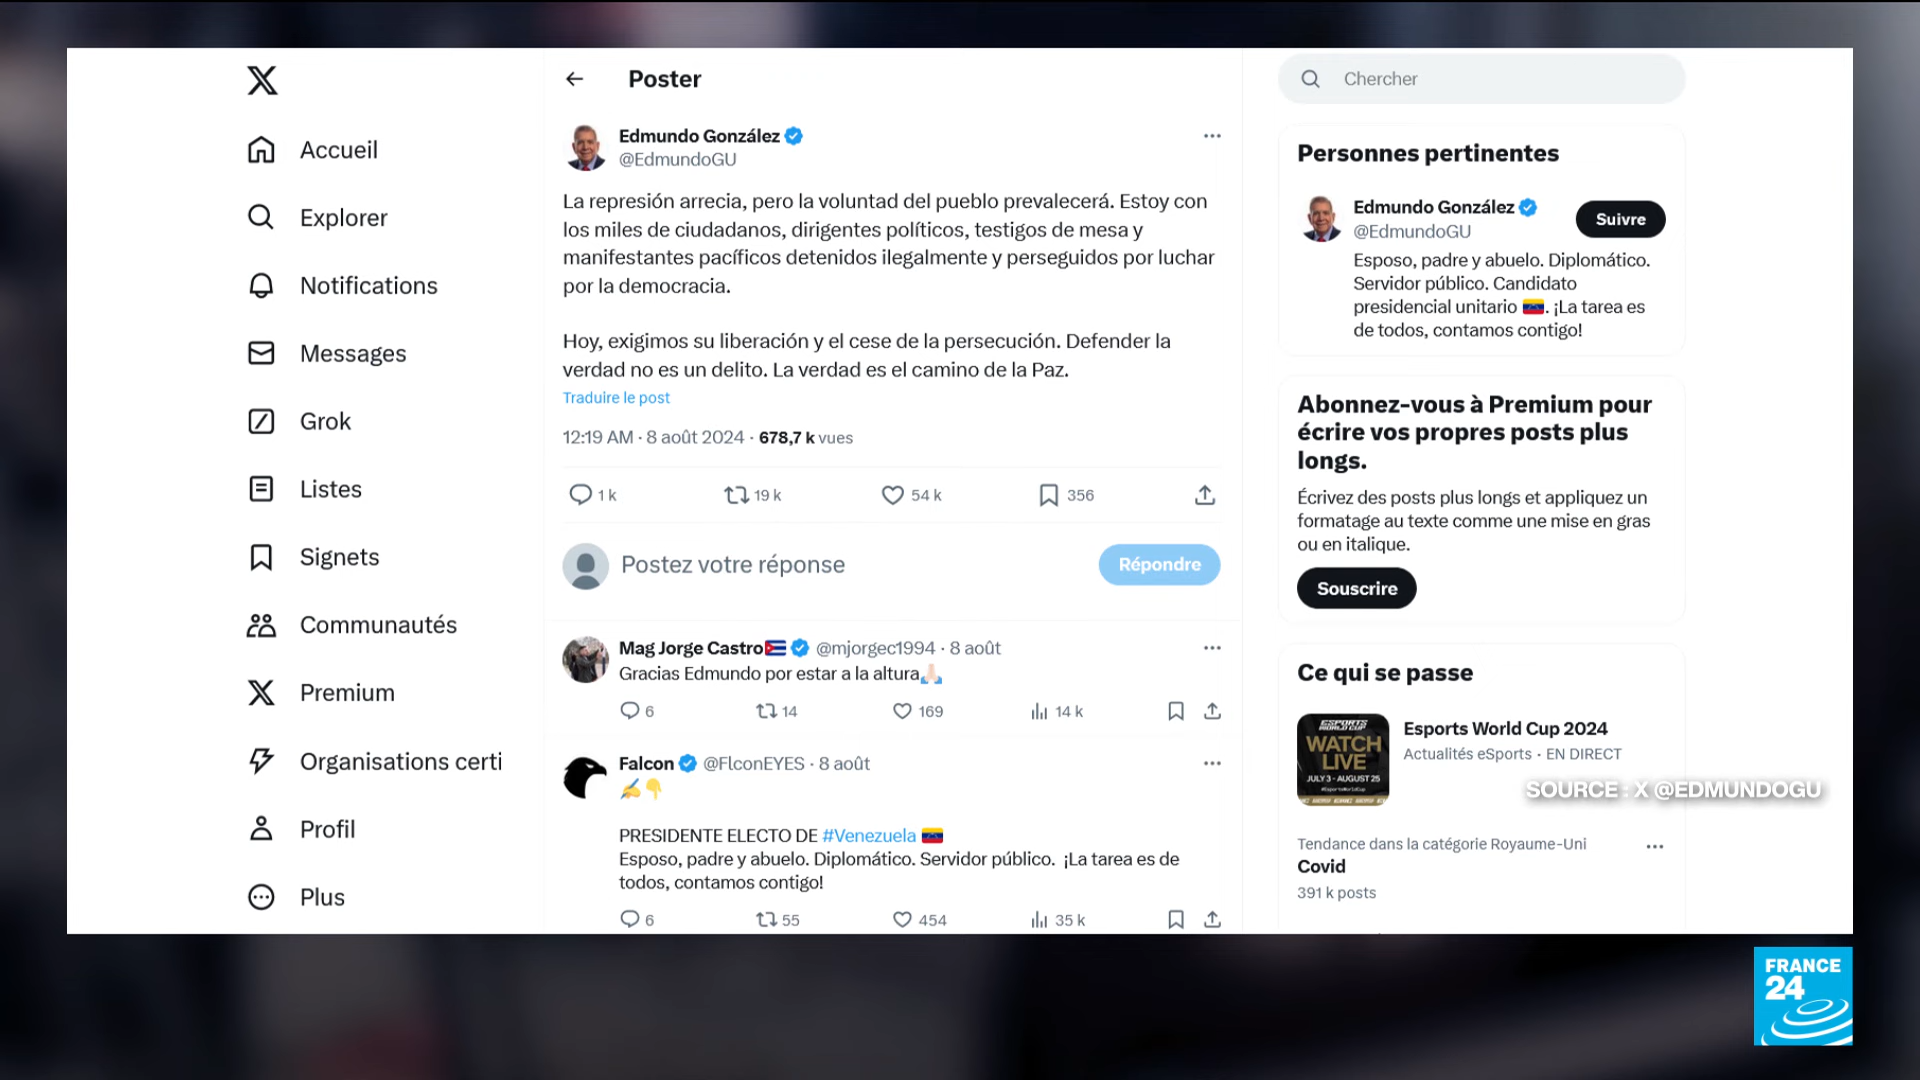 Accueil
Explorer
Notifications
Messages
Grok
Listes
Signets
Communautés
Premium
Organisations certi
Profil
Plus
Poster
Edmundo González
@EdmundoGU
La represión arrecia, pero la voluntad del pueblo prevalecerá. Estoy con
los miles de ciudadanos, dirigentes políticos, testigos de mesa y
manifestantes pacíficos detenidos ilegalmente y perseguidos por luchar
por la democracia.
Hoy, exigimos su liberación y el cese de la persecución. Defender la
verdad no es un delito. La verdad es el camino de la Paz.
Traduire le post
12:19 AM · 8 août 2024 · 678,7 k vues
1 k 19 k 54 k 356
Postez votre réponse
Répondre
Mag Jorge Castro @mjorgec1994 · 8 août
Gracias Edmundo por estar a la altura
6 14 169 14 k
Falcon @FlconEYES · 8 août
PRESIDENTE ELECTO DE #Venezuela
Esposo, padre y abuelo. Diplomático. Servidor público. ¡La tarea es de
todos, contamos contigo!
6 55 454 35 k
Chercher
Personnes pertinentes
Edmundo González
@EdmundoGU
Suivre
Esposo, padre y abuelo. Diplomático.
Servidor público. Candidato
presidencial unitario . ¡La tarea es
de todos, contamos contigo!
Abonnez-vous à Premium pour
écrire vos propres posts plus
longs.
Écrivez des posts plus longs et appliquez un
formatage au texte comme une mise en gras
ou en italique.
Souscrire
Ce qui se passe
ESPORTS
WORLD CUP
WATCH
LIVE
JULY 3 - AUGUST 25
#EsportsWorldCup
Esports World Cup 2024
Actualités eSports · EN DIRECT
SOURCE : X @EDMUNDOGU
Tendance dans la catégorie Royaume-Uni
Covid
391 k posts
FRANCE
24